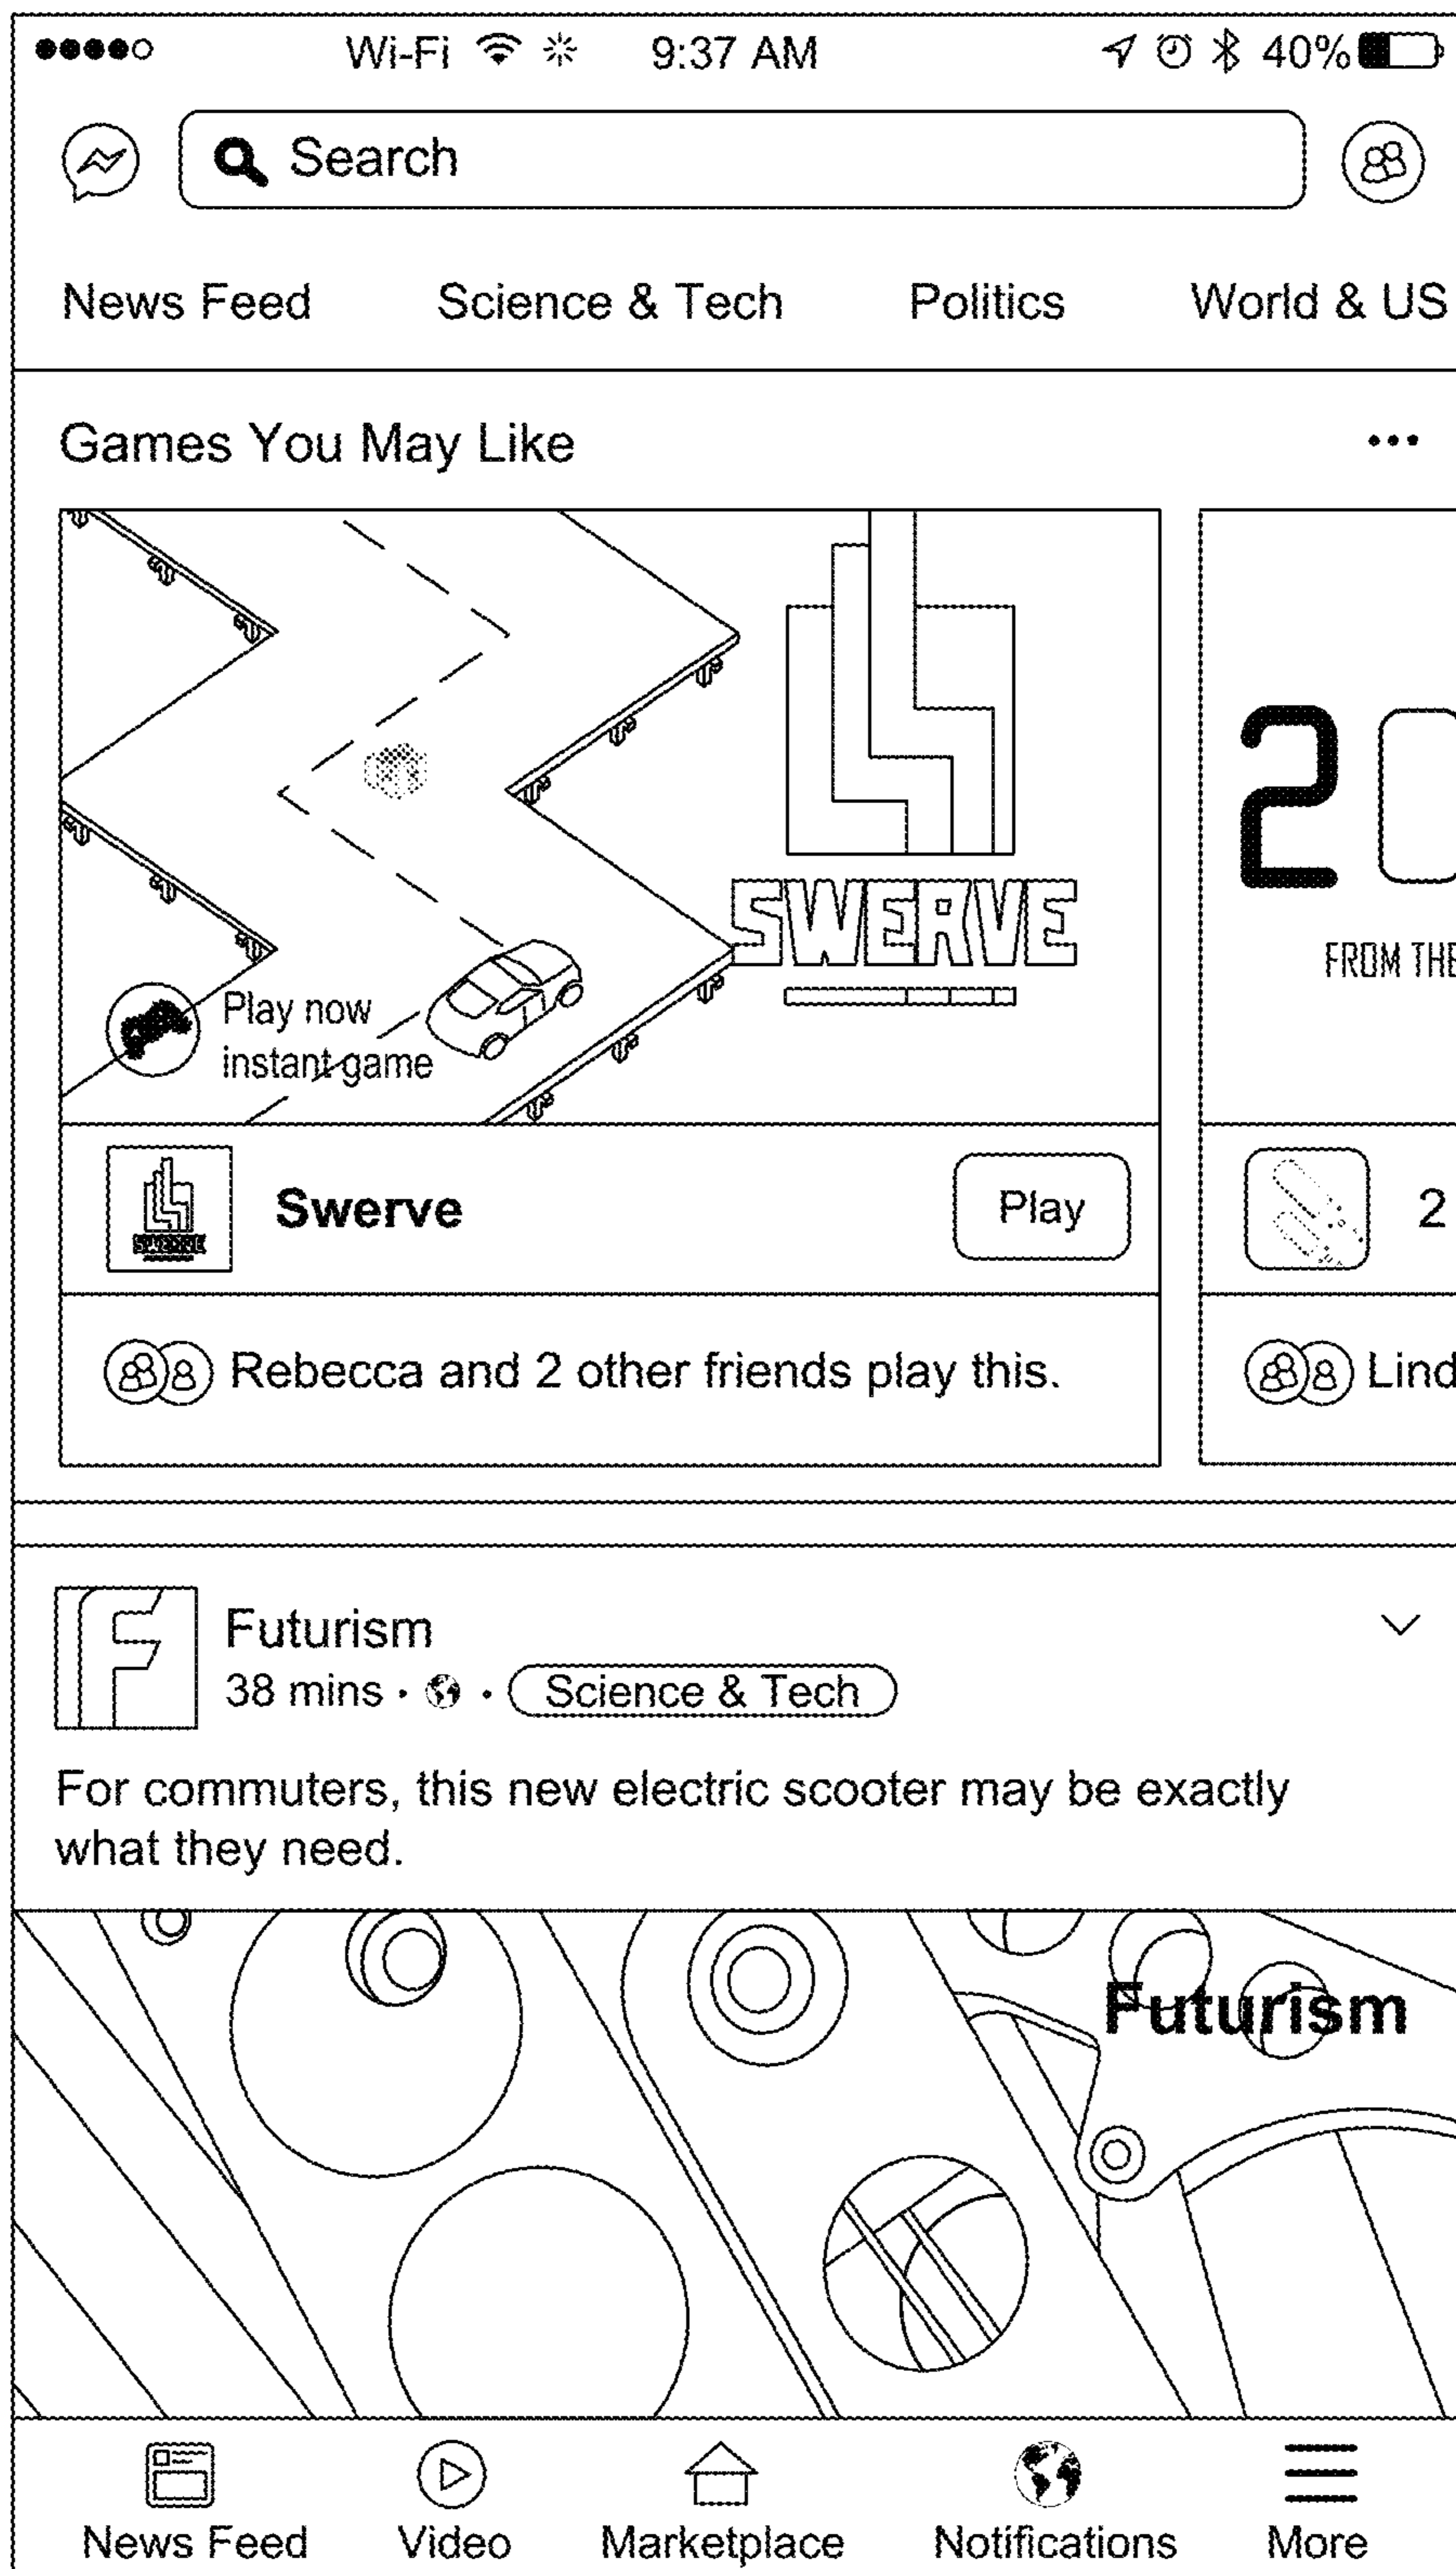 Wi-Fi 9:37 AM 40%
Search
News Feed Science & Tech Politics World & US
Games You May Like
SWERVE
20
FROM THE
Play now
instant game
SWERVE
Swerve
Play
2
Rebecca and 2 other friends play this.
Lind
F
Futurism
38 mins · · Science & Tech
For commuters, this new electric scooter may be exactly
what they need.
Futurism
News Feed Video Marketplace Notifications More